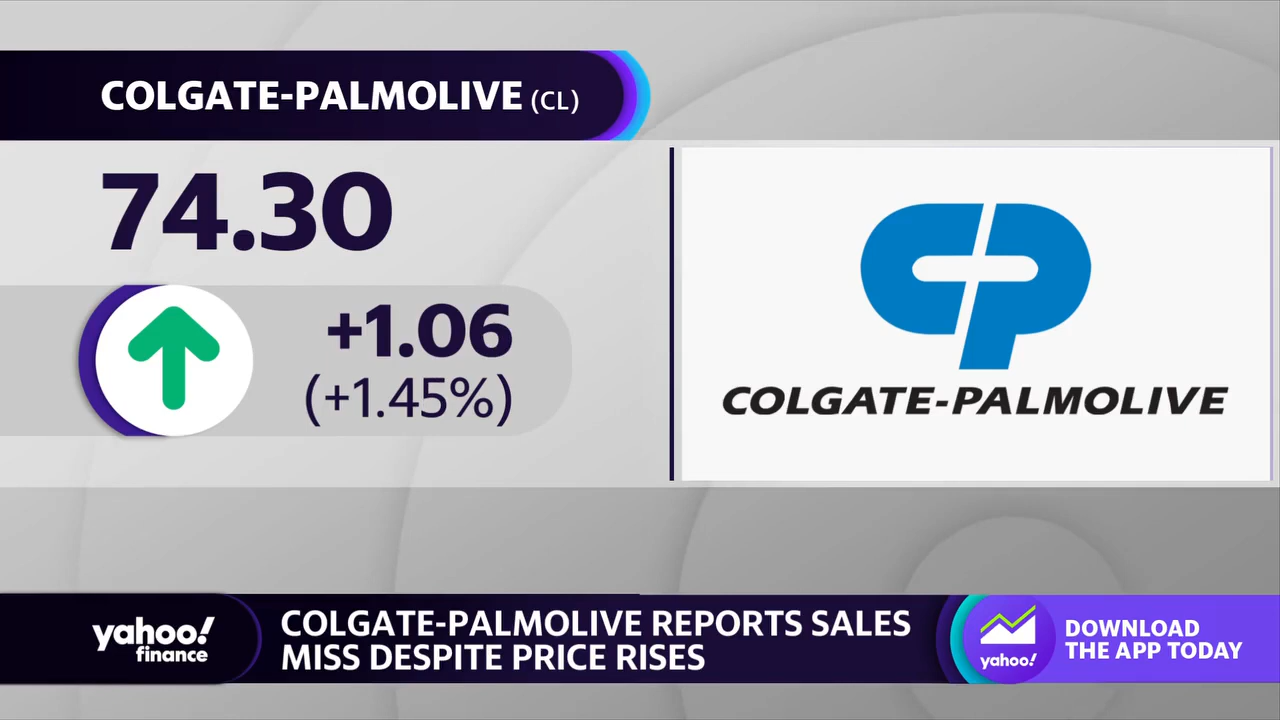 COLGATE-PALMOLIVE (CL)
74.30
+1.06
(+1.45%)
CP
COLGATE-PALMOLIVE
yahoo!
finance
COLGATE-PALMOLIVE REPORTS SALES
MISS DESPITE PRICE RISES
yahoo!
DOWNLOAD
THE APP TODAY